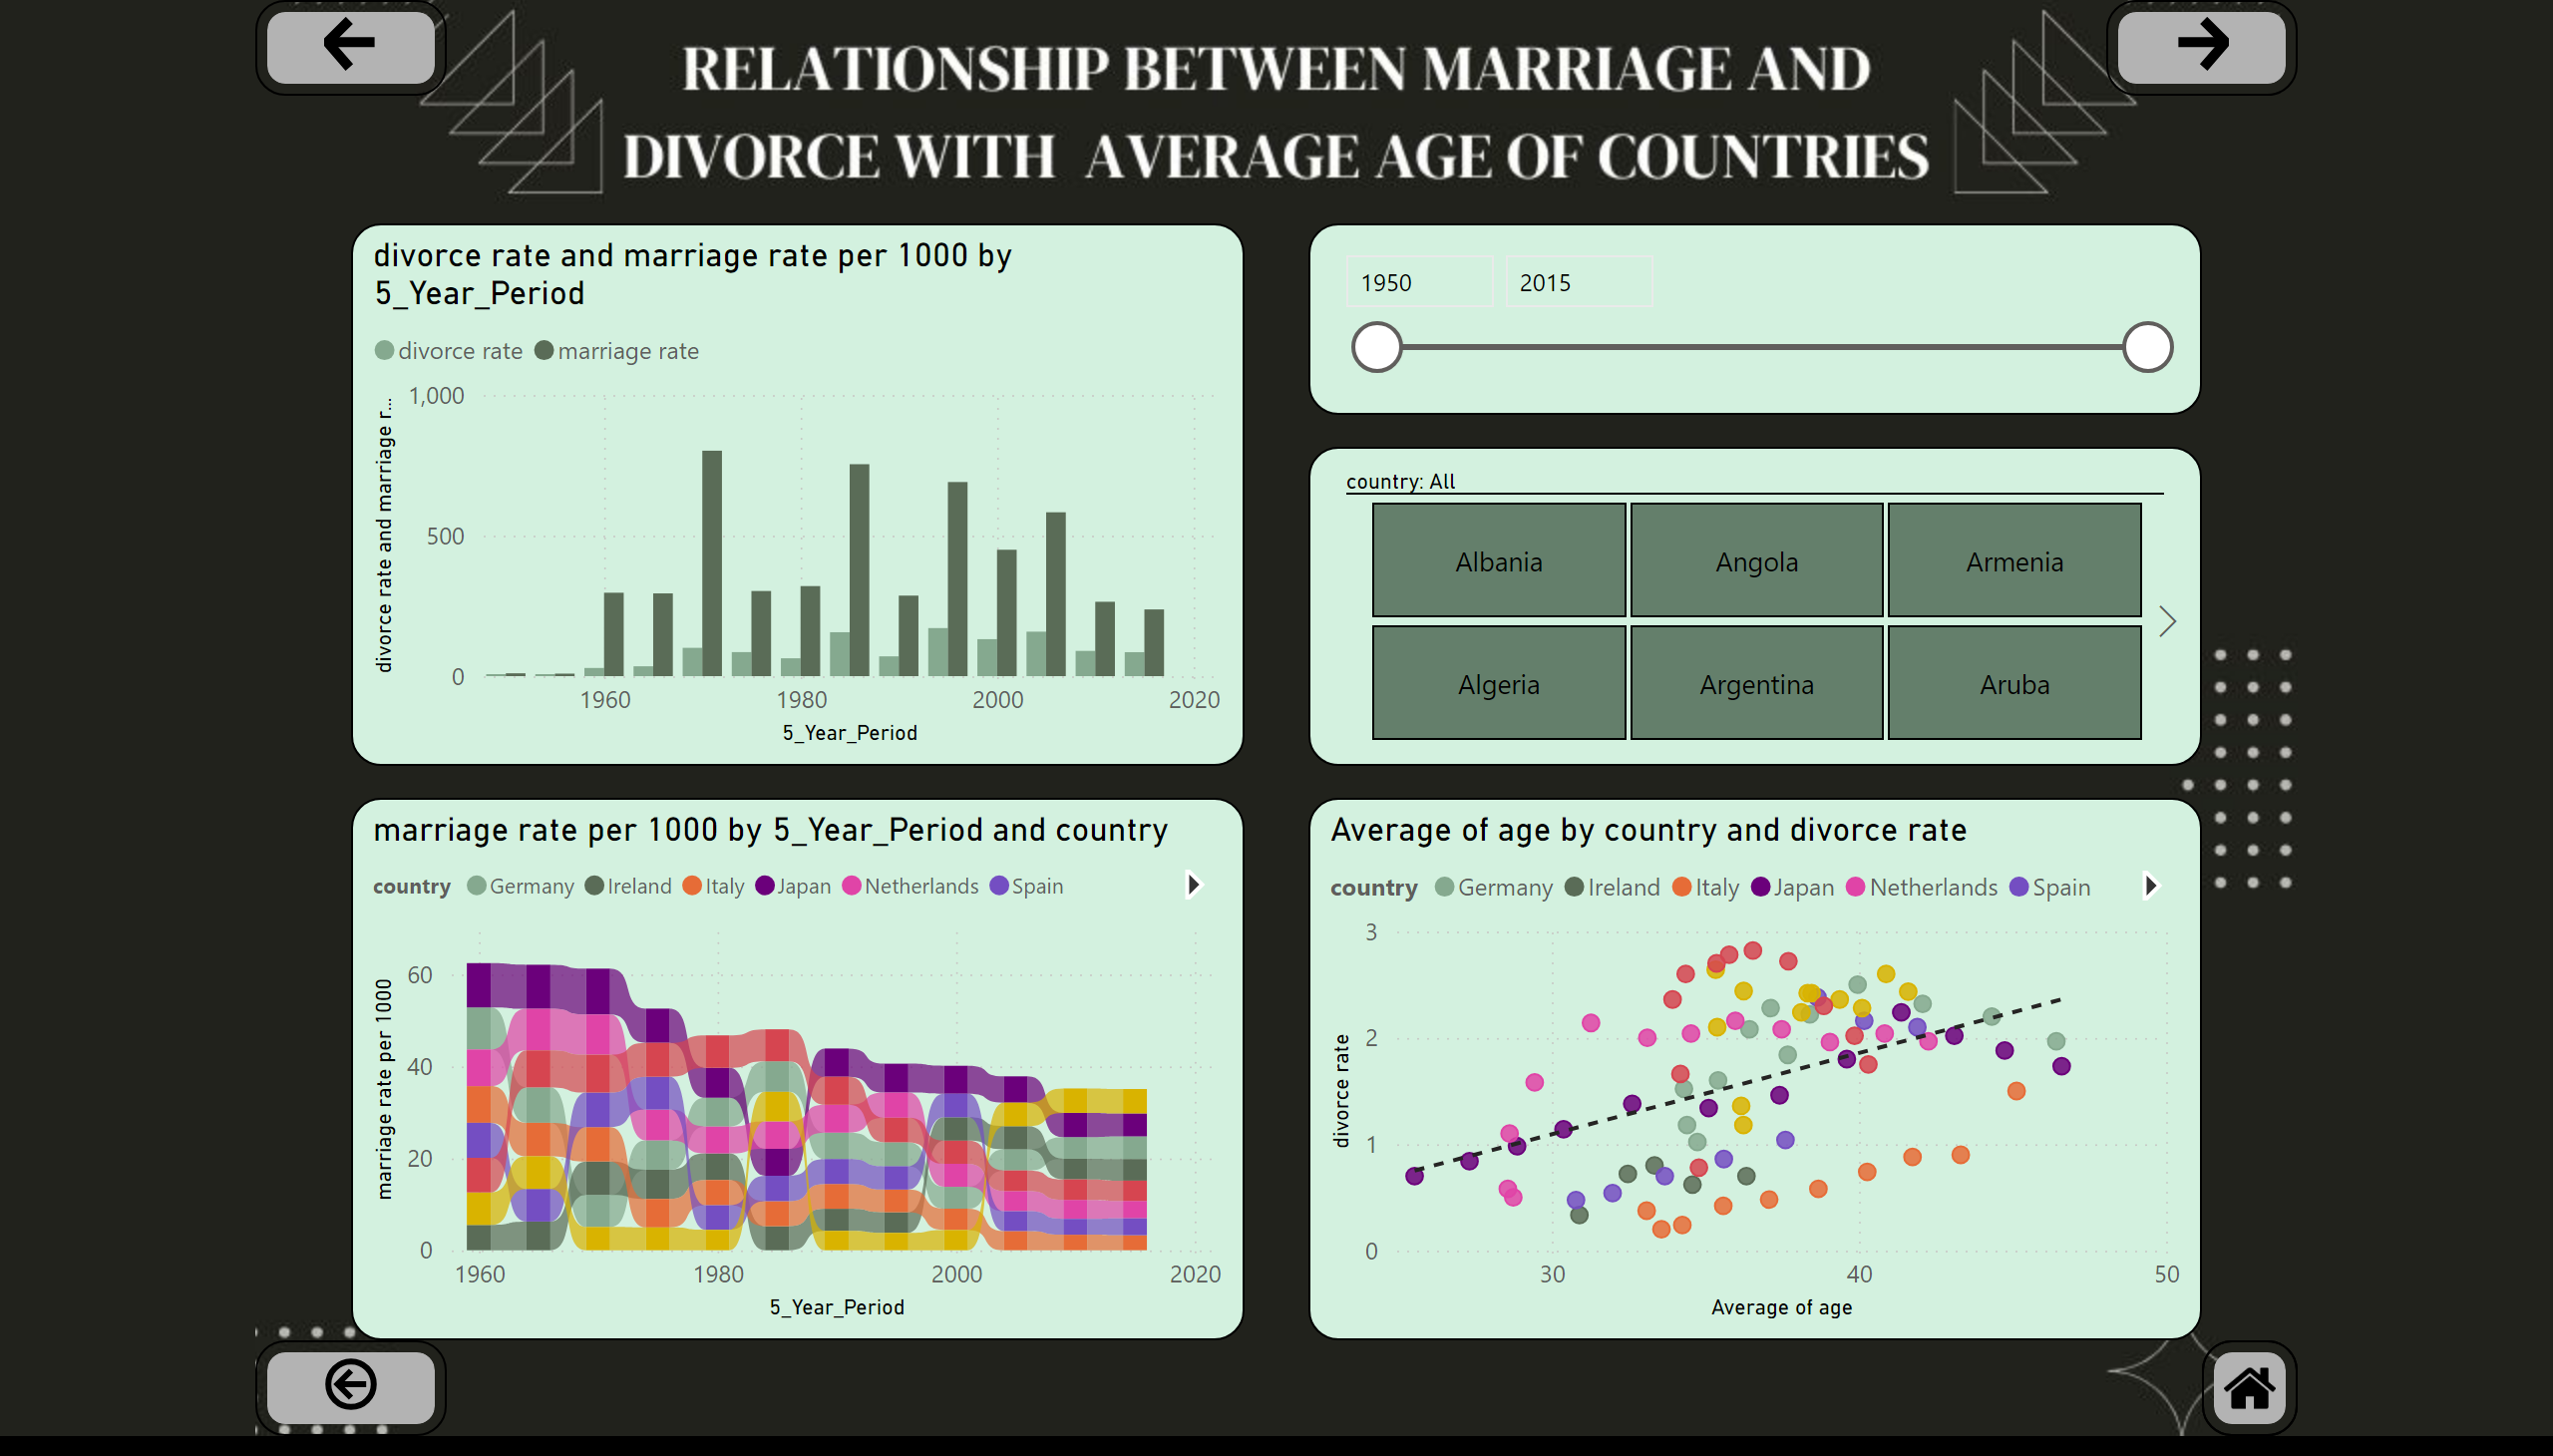 RELATIONSHIP BETWEEN MARRIAGE AND
DIVORCE WITH AVERAGE AGE OF COUNTRIES
divorce rate and marriage rate per 1000 by
5_Year_Period
divorce rate marriage rate
divorce rate and marriage r...
1,000
500
0
1960 1980 2000 2020
5_Year_Period
1950 2015
country: All
Albania Angola Armenia
Algeria Argentina Aruba
marriage rate per 1000 by 5_Year_Period and country
country Germany Ireland Italy Japan Netherlands Spain
marriage rate per 1000
60
40
20
0
1960 1980 2000 2020
5_Year_Period
Average of age by country and divorce rate
country Germany Ireland Italy Japan Netherlands Spain
divorce rate
3
2
1
0
30 40 50
Average of age